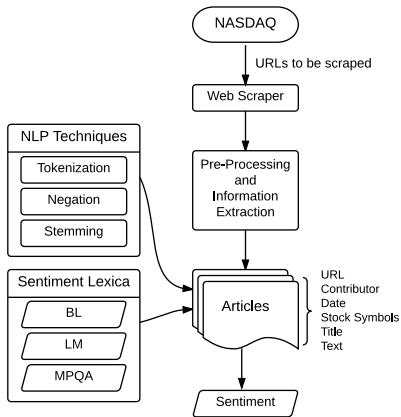 NASDAQ
URLs to be scraped
Web Scraper
NLP Techniques
Tokenization
Negation
Stemming
Pre-Processing
and
Information
Extraction
Sentiment Lexica
BL
LM
MPQA
Articles
URL
Contributor
Date
Stock Symbols
Title
Text
Sentiment